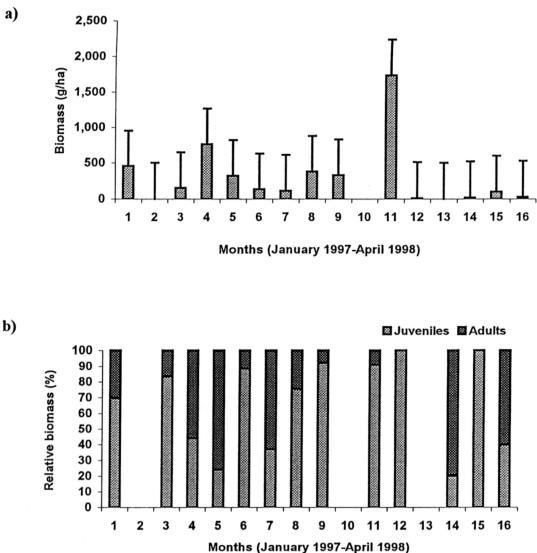 a)
Biomass (g/ha)
2,500
2,000
1,500
1,000
500
0
1 2 3 4 5 6 7 8 9 10 11 12 13 14 15 16
Months (January 1997-April 1998)
b)
Juveniles Adults
Relative biomass (%)
100
90
80
70
60
50
40
30
20
10
0
1 2 3 4 5 6 7 8 9 10 11 12 13 14 15 16
Months (January 1997-April 1998)